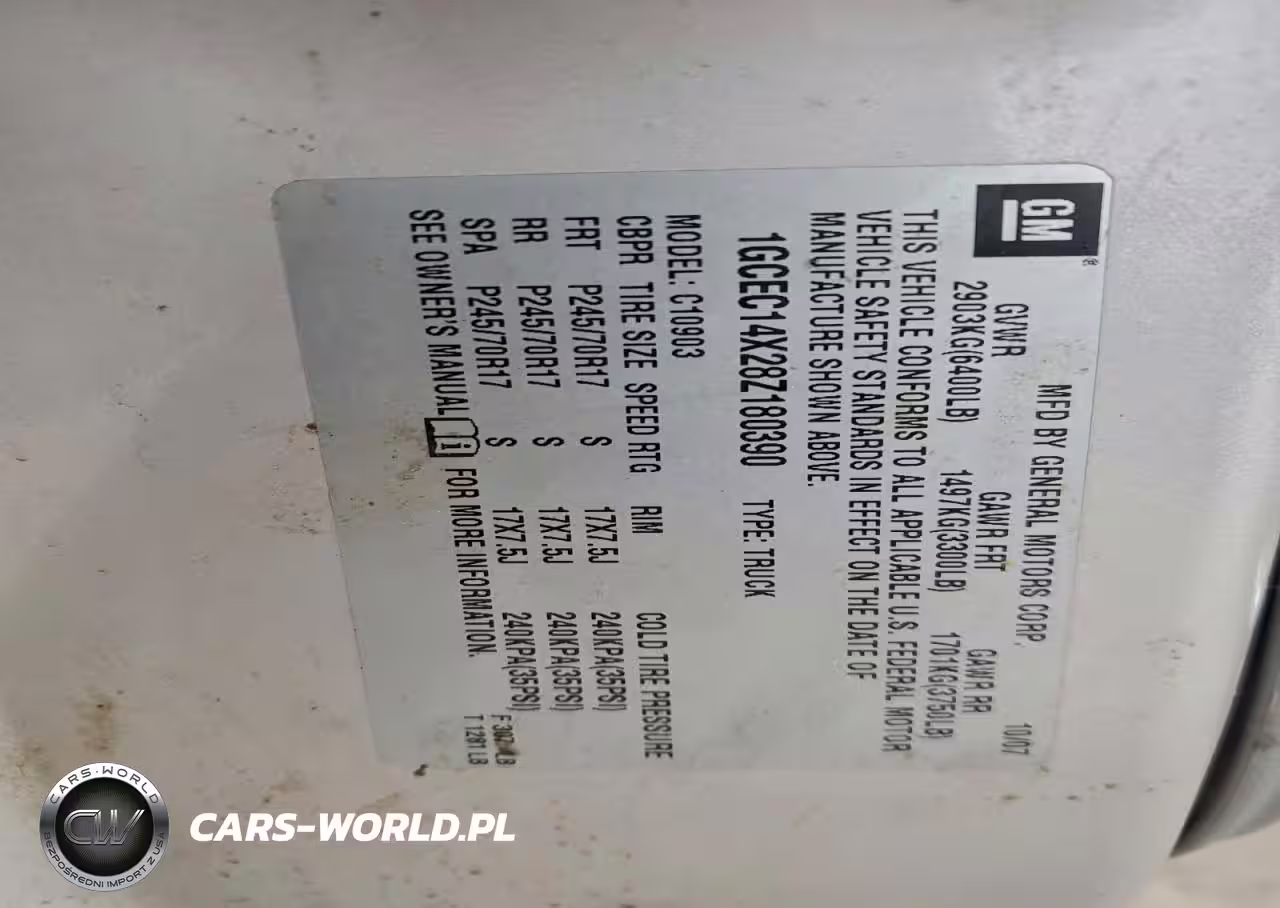 GM
MFD BY GENERAL MOTORS CORP. 10/07
GVWR GAWR FRT GAWR RR
2903KG(6400LB) 1497KG(3300LB) 1701KG(3750LB)
THIS VEHICLE CONFORMS TO ALL APPLICABLE U.S. FEDERAL MOTOR
VEHICLE SAFETY STANDARDS IN EFFECT ON THE DATE OF
MANUFACTURE SHOWN ABOVE.
1GCEC14X28Z180390 TYPE: TRUCK
MODEL: C10903
CBPR TIRE SIZE SPEED RTG RIM COLD TIRE PRESSURE
FRT P245/70R17 S 17X7.5J 240KPA(35PSI)
RR P245/70R17 S 17X7.5J 240KPA(35PSI)
SPA P245/70R17 S 17X7.5J 240KPA(35PSI)
SEE OWNER'S MANUAL i FOR MORE INFORMATION.
T 1281 LB
CARS-WORLD
CW
BEZPOŚREDNI IMPORT Z USA
CARS-WORLD.PL